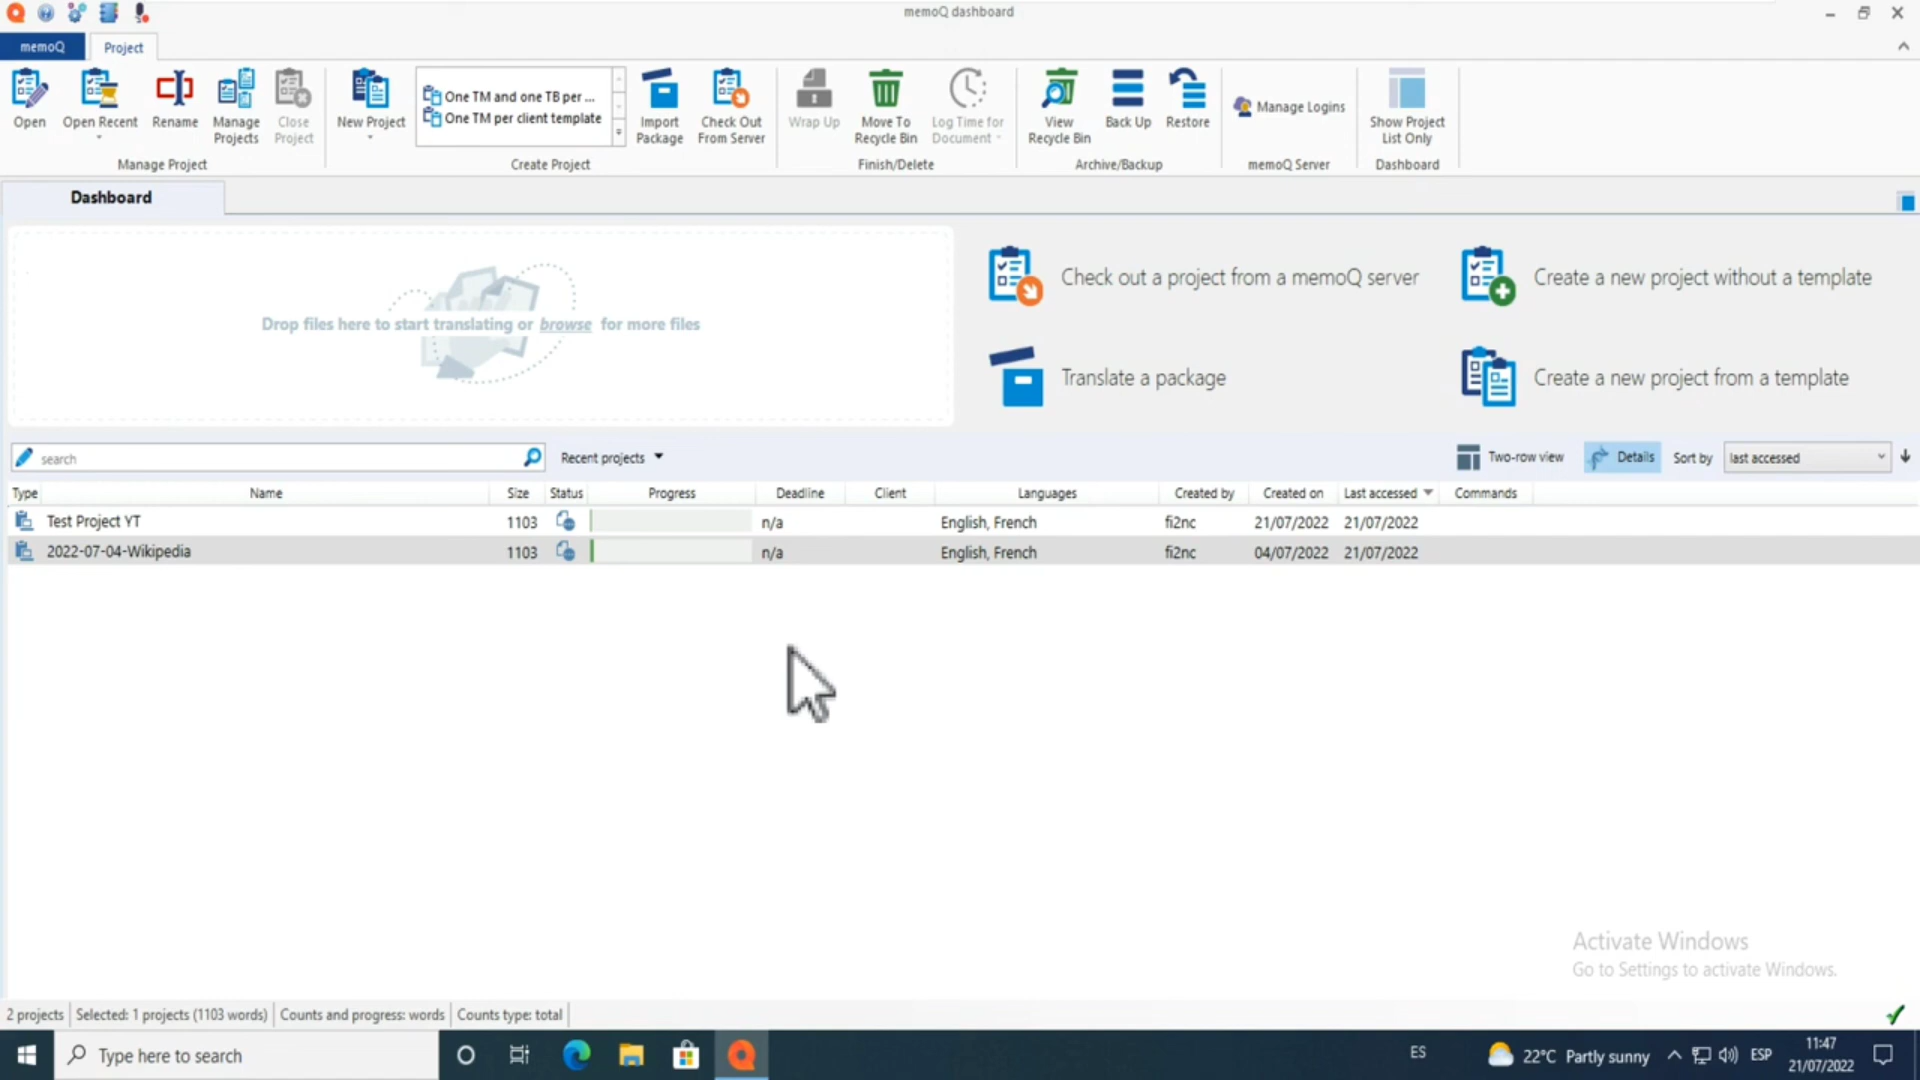 memoQ dashboard
memoQ
Project
Open
Open Recent
Rename
Manage
Projects
Close
Project
Manage Project
New Project
One TM and one TB per ...
One TM per client template
Import
Package
Check Out
From Server
Create Project
Wrap Up
Move To
Recycle Bin
Log Time for
Document
Finish/Delete
View
Recycle Bin
Back Up
Restore
Archive/Backup
Manage Logins
memoQ Server
Show Project
List Only
Dashboard
Dashboard
Drop files here to start translating or browse for more files
Check out a project from a memoQ server
Create a new project without a template
Translate a package
Create a new project from a template
search
Recent projects
Two-row view
Details
Sort by
last accessed
Type Name Size Status Progress Deadline Client Languages Created by Created on Last accessed Commands
Test Project YT 1103 n/a English, French fi2nc 21/07/2022 21/07/2022
2022-07-04-Wikipedia 1103 n/a English, French fi2nc 04/07/2022 21/07/2022
Activate Windows
Go to Settings to activate Windows.
2 projects Selected: 1 projects (1103 words) Counts and progress: words Counts type: total
Type here to search
ES
22°C Partly sunny
ESP
11:47
21/07/2022